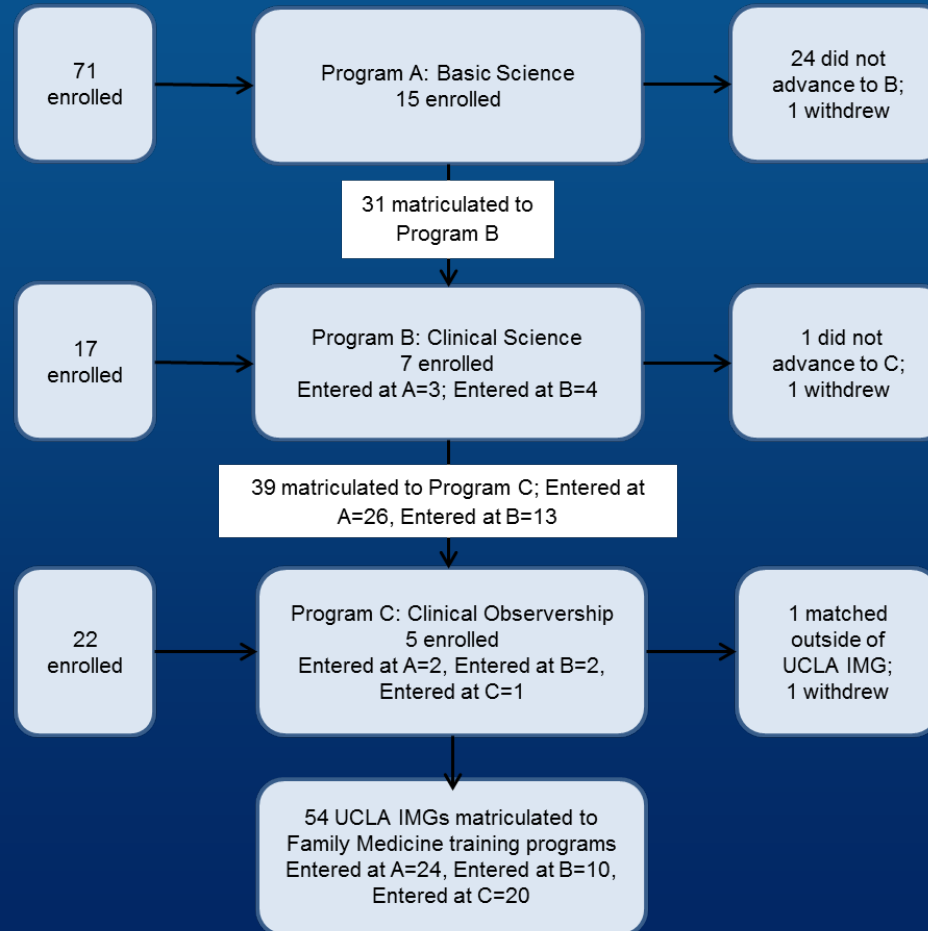 71
enrolled
Program A: Basic Science
15 enrolled
24 did not
advance to B;
1 withdrew
31 matriculated to
Program B
17
enrolled
Program B: Clinical Science
7 enrolled
Entered at A=3; Entered at B=4
1 did not
advance to C;
1 withdrew
39 matriculated to Program C; Entered at
A=26, Entered at B=13
22
enrolled
Program C: Clinical Observership
5 enrolled
Entered at A=2, Entered at B=2,
Entered at C=1
1 matched
outside of
UCLA IMG;
1 withdrew
54 UCLA IMGs matriculated to
Family Medicine training programs
Entered at A=24, Entered at B=10,
Entered at C=20